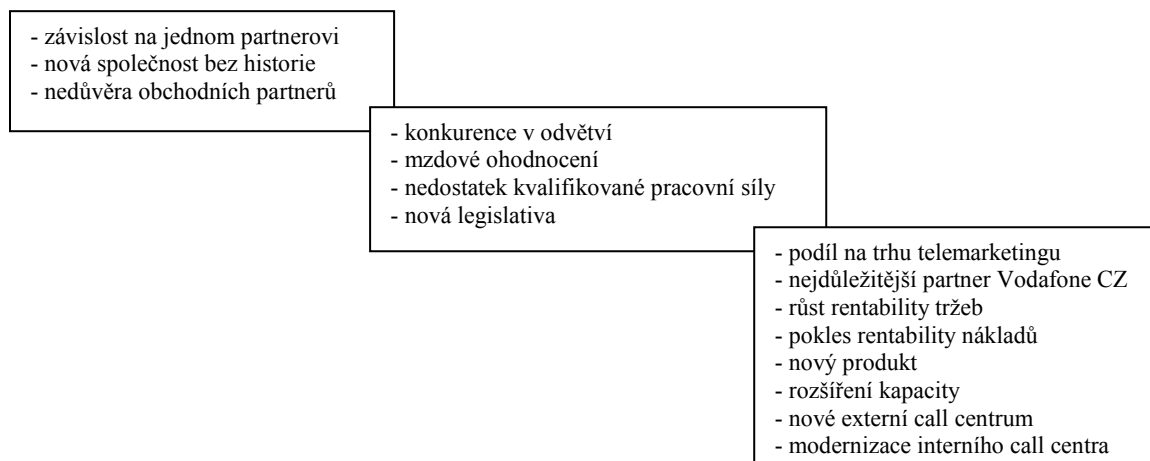 - závislost na jednom partnerovi
- nová společnost bez historie
- nedůvěra obchodních partnerů
- konkurence v odvětví
- mzdové ohodnocení
- nedostatek kvalifikované pracovní síly
- nová legislativa
- podíl na trhu telemarketingu
- nejdůležitější partner Vodafone CZ
- růst rentability tržeb
- pokles rentability nákladů
- nový produkt
- rozšíření kapacity
- nové externí call centrum
- modernizace interního call centra